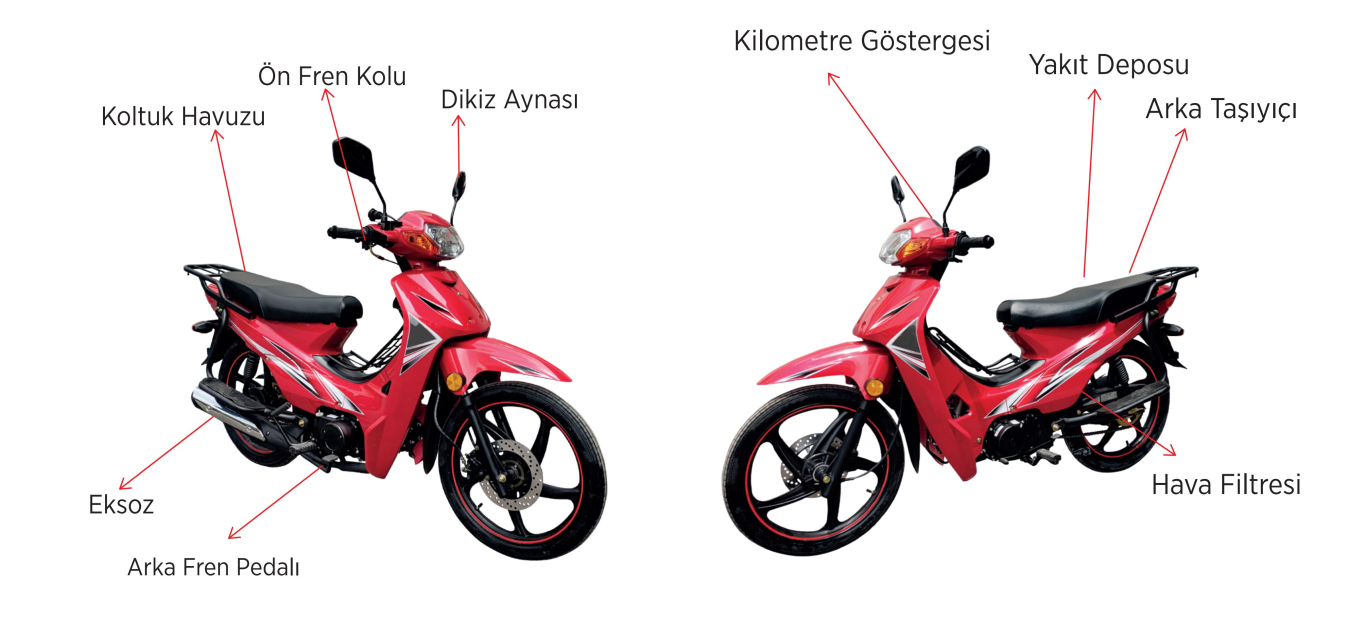 Kilometre Göstergesi
Ön Fren Kolu
Yakıt Deposu
Koltuk Havuzu
Dikiz Aynası
Arka Taşıyıçı
Eksoz
Hava Filtresi
Arka Fren Pedalı